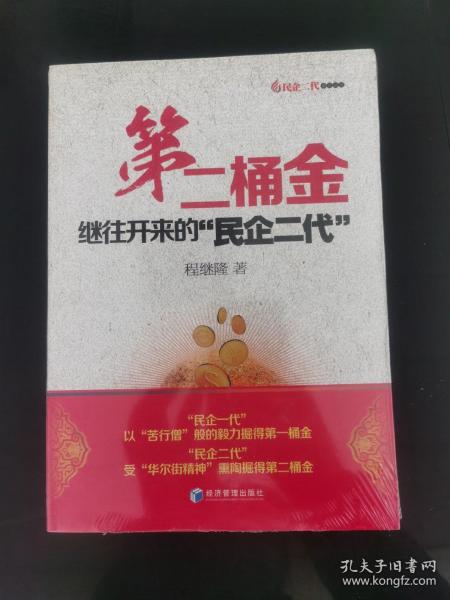 民企二代
第二桶金
继往开来的“民企二代”
程继隆 著
“民企一代”
以“苦行僧”般的毅力掘得第一桶金
“民企二代”
受“华尔街精神”熏陶掘得第二桶金
经济管理出版社
孔夫子旧书网
www.kongfz.com